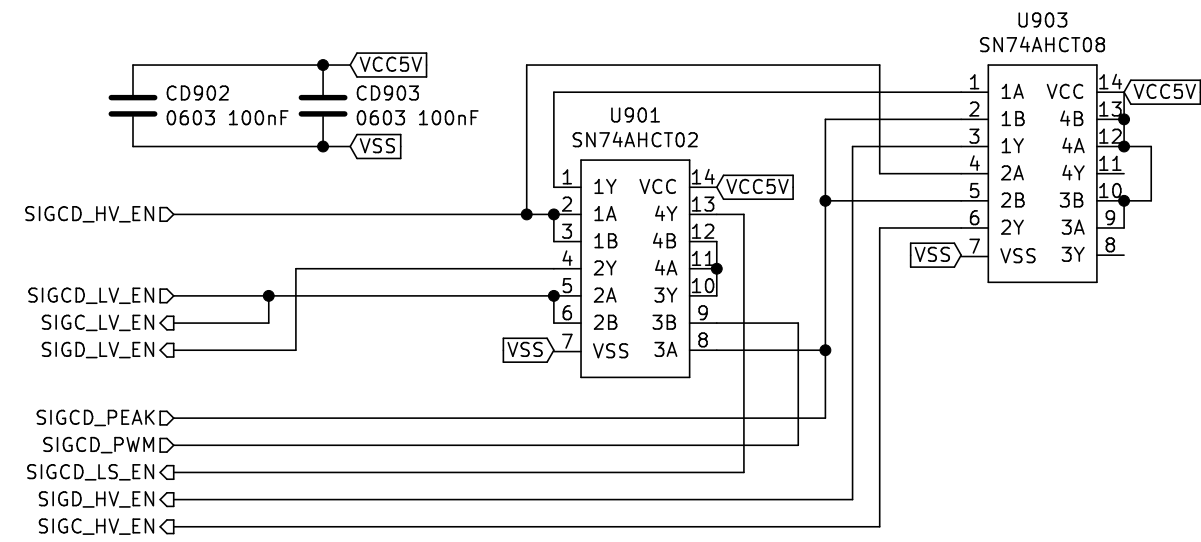 U903
SN74AHCT08
1 1A VCC 14 VCC5V
2 1B 4B 13
3 1Y 4A 12
4 2A 4Y 11
5 2B 3B 10
6 2Y 3A 9
VSS 7 VSS 3Y 8
VCC5V
CD902 CD903
0603 100nF 0603 100nF
VSS
U901
SN74AHCT02
1 1Y VCC 14 VCC5V
SIGCD_HV_EN 2 1A 4Y 13
3 1B 4B 12
4 2Y 4A 11
SIGCD_LV_EN 5 2A 3Y 10
SIGC_LV_EN 6 2B 3B 9
SIGD_LV_EN VSS 7 VSS 3A 8
SIGCD_PEAK
SIGCD_PWM
SIGCD_LS_EN
SIGD_HV_EN
SIGC_HV_EN